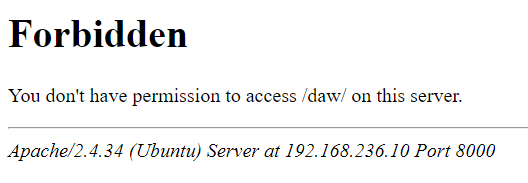 Forbidden
You don't have permission to access /daw/ on this server.
Apache/2.4.34 (Ubuntu) Server at 192.168.236.10 Port 8000